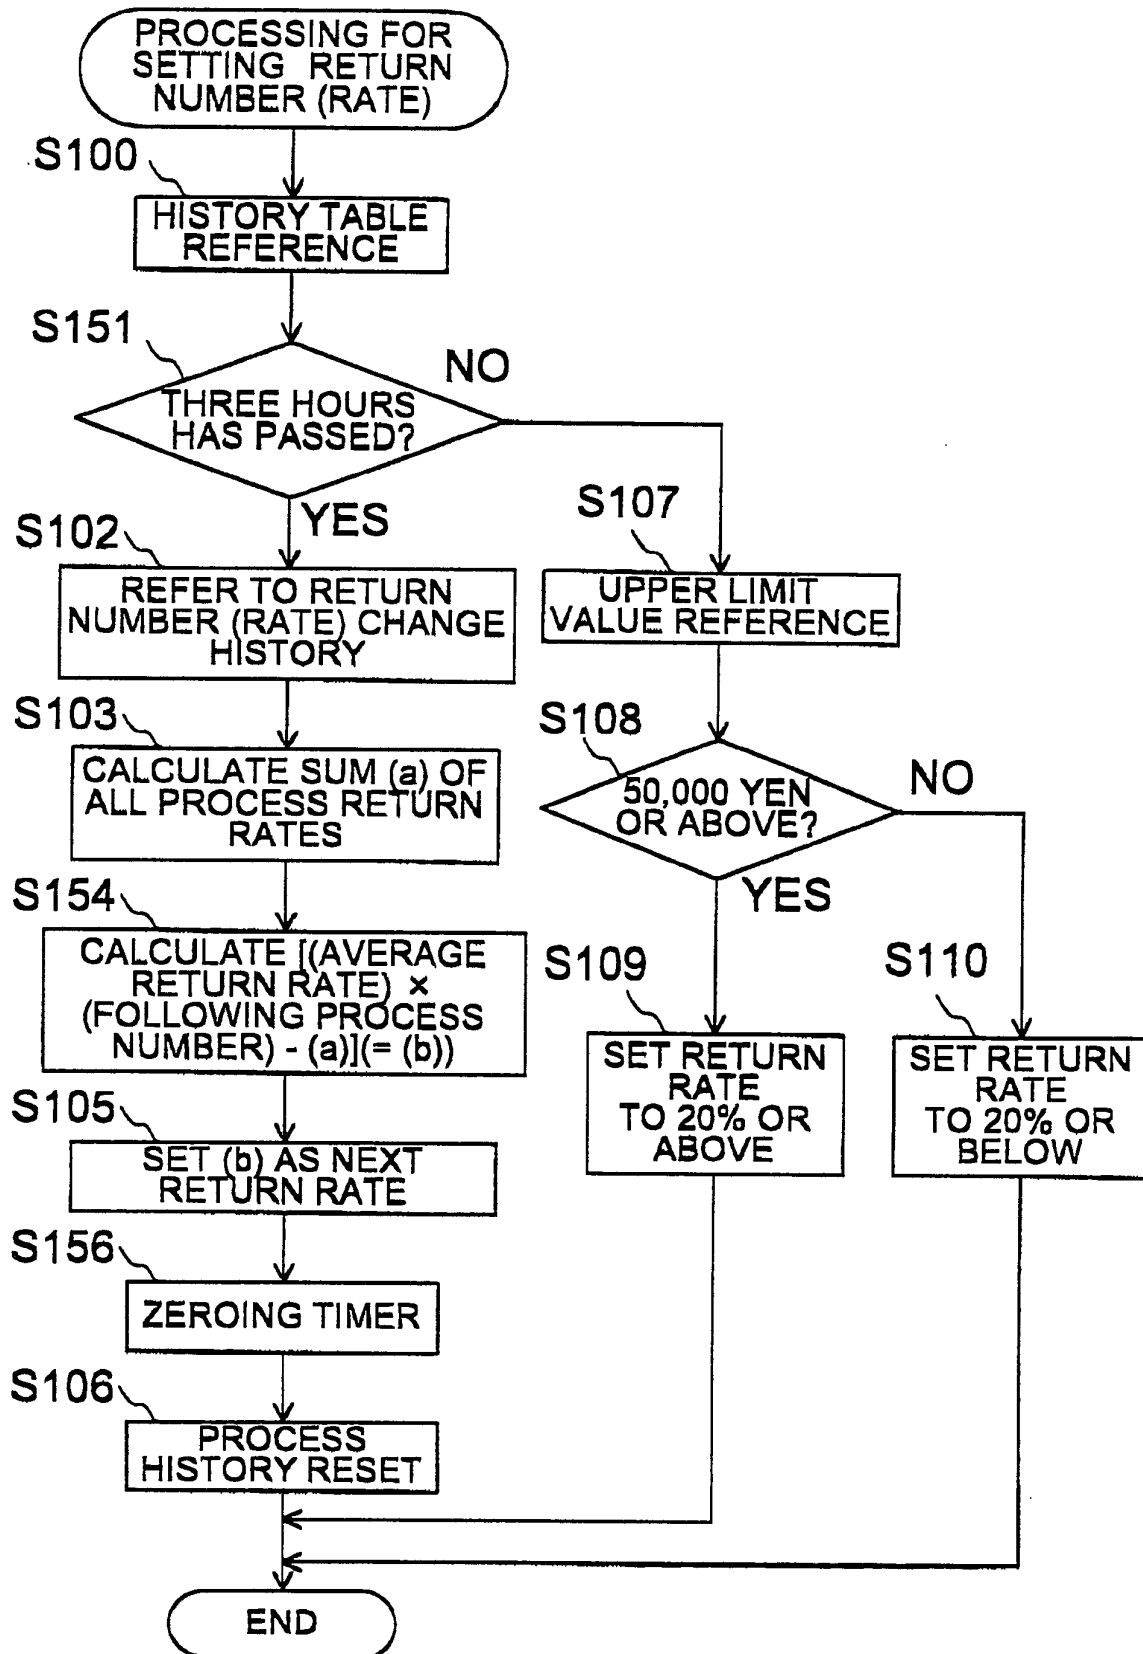 PROCESSING FOR
SETTING RETURN
NUMBER (RATE)
S100
HISTORY TABLE
REFERENCE
S151
THREE HOURS
HAS PASSED?
NO
YES
S102
REFER TO RETURN
NUMBER (RATE) CHANGE
HISTORY
S103
CALCULATE SUM (a) OF
ALL PROCESS RETURN
RATES
S154
CALCULATE [(AVERAGE
RETURN RATE) ×
(FOLLOWING PROCESS
NUMBER) - (a)](= (b))
S105
SET (b) AS NEXT
RETURN RATE
S156
ZEROING TIMER
S106
PROCESS
HISTORY RESET
S107
UPPER LIMIT
VALUE REFERENCE
S108
50,000 YEN
OR ABOVE?
NO
YES
S109
SET RETURN
RATE
TO 20% OR
ABOVE
S110
SET RETURN
RATE
TO 20% OR
BELOW
END